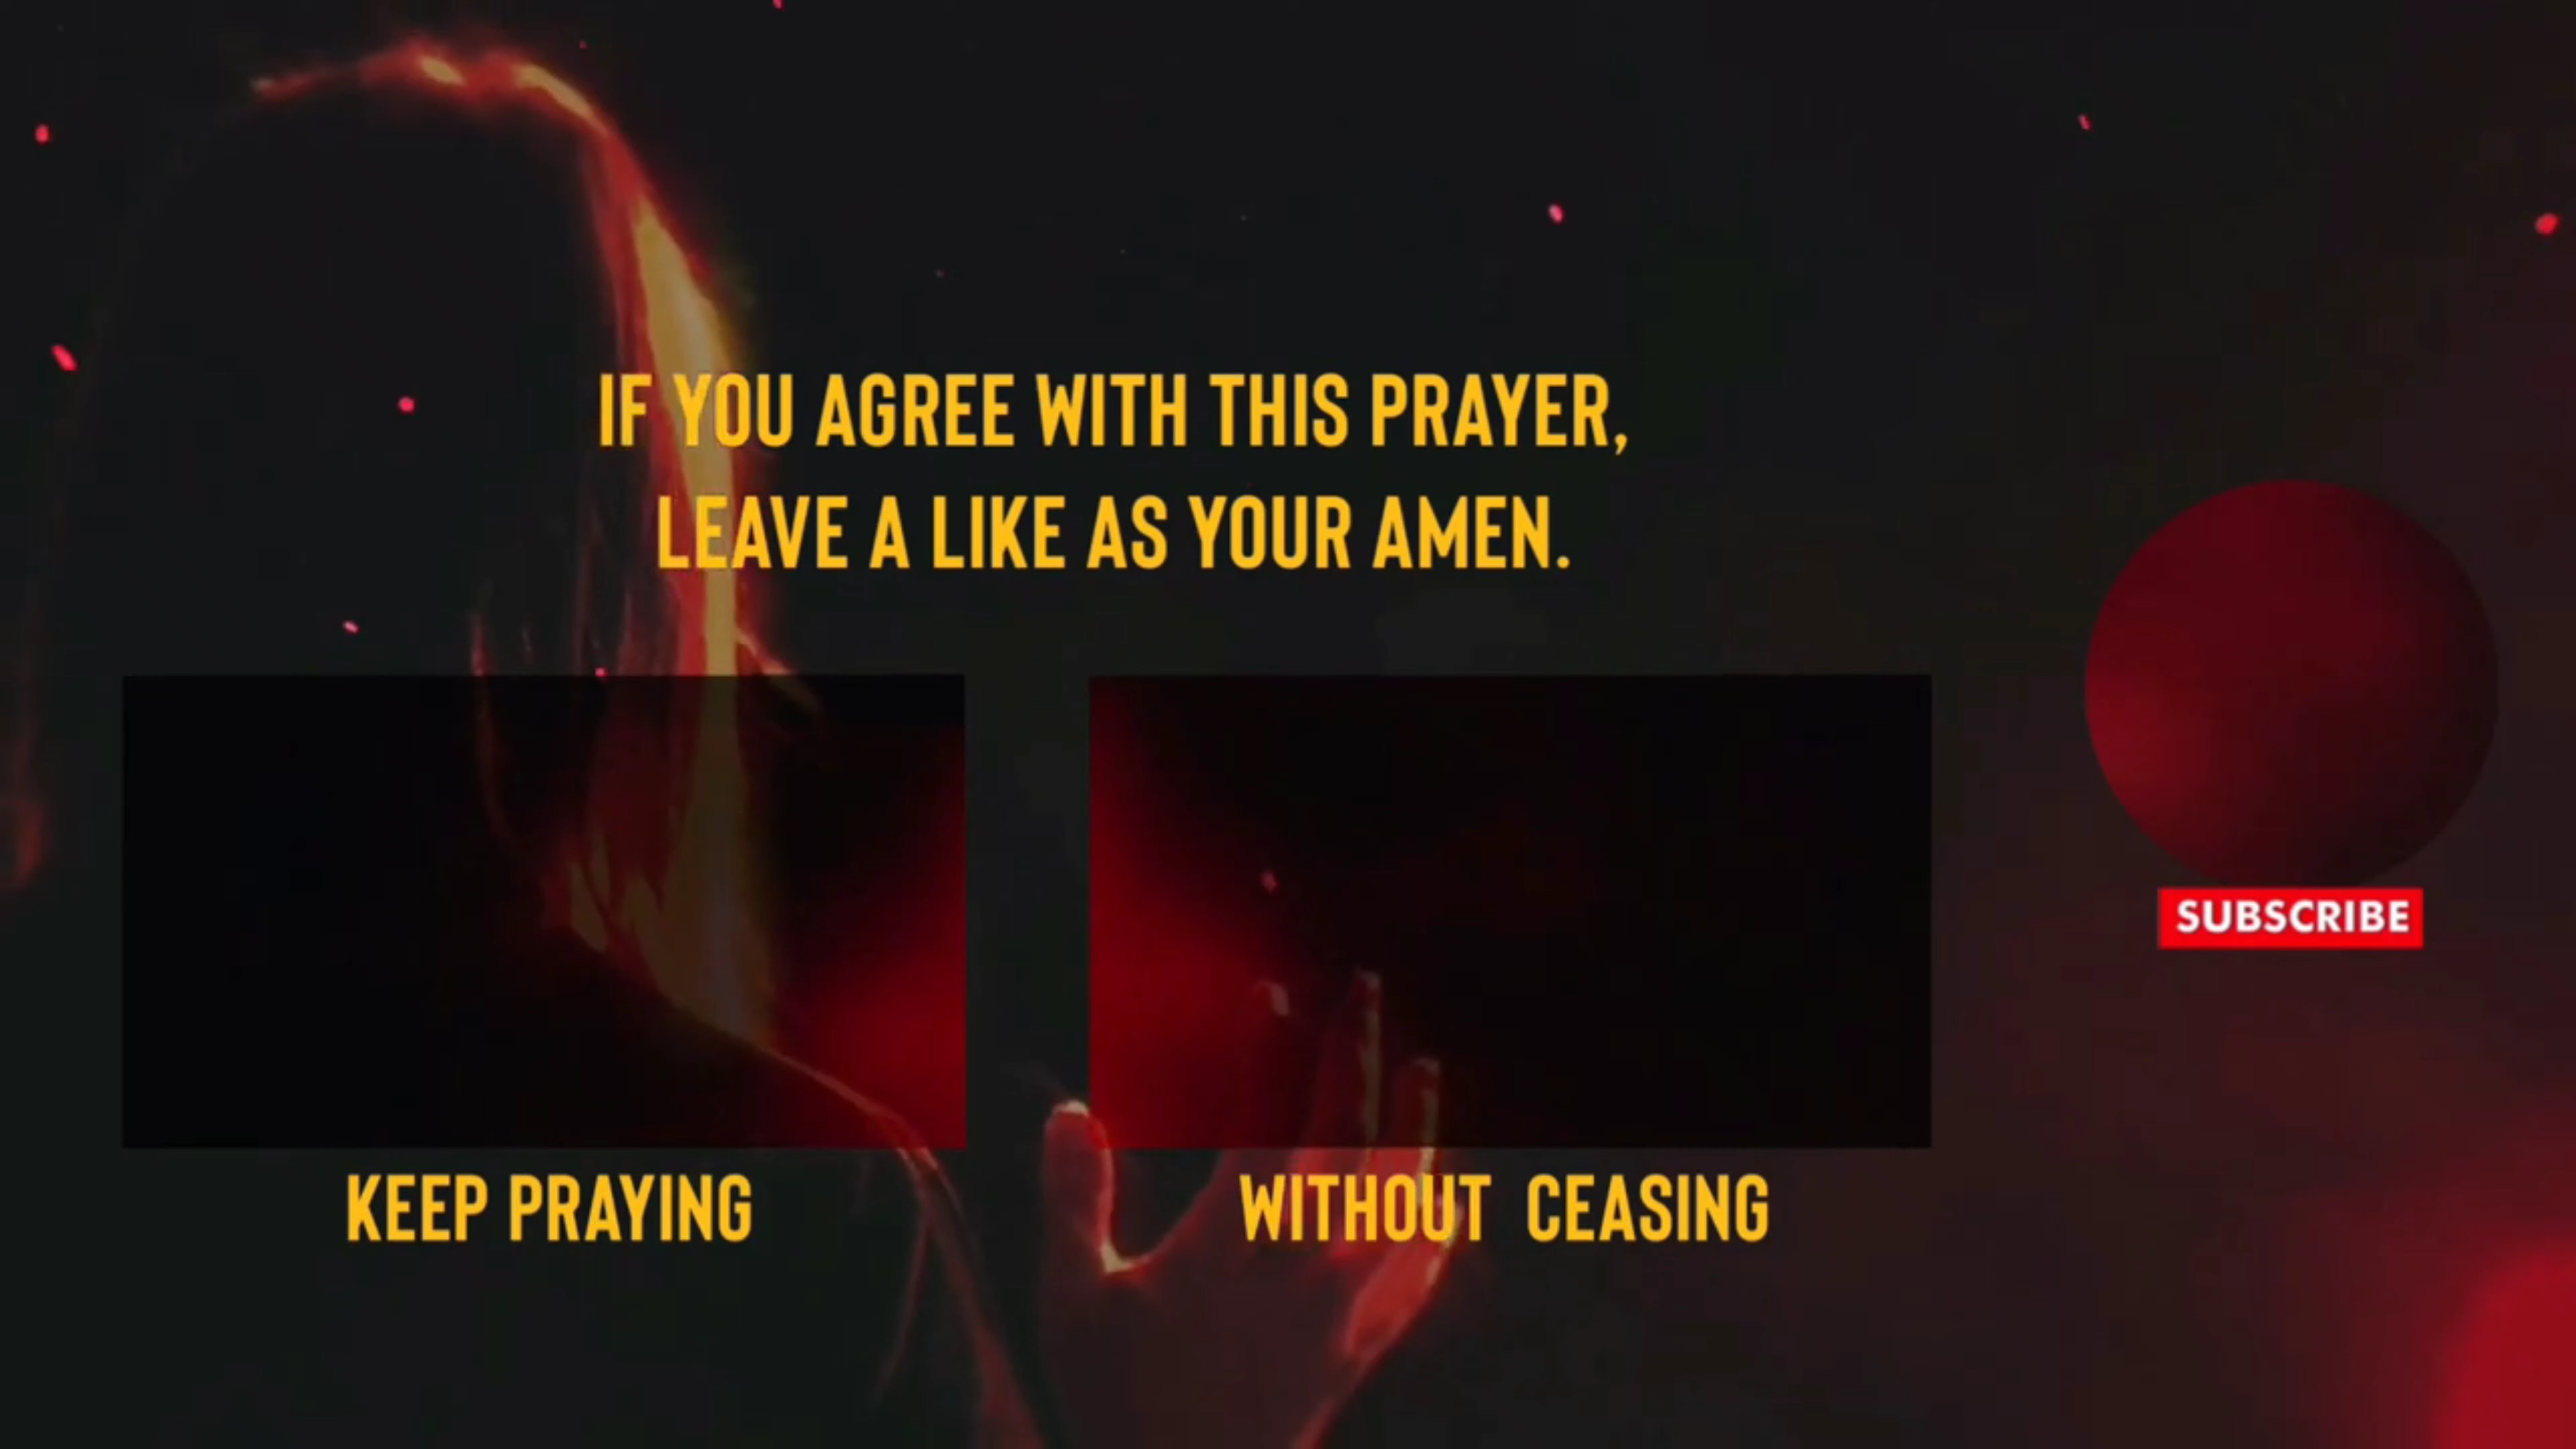 IF YOU AGREE WITH THIS PRAYER,
LEAVE A LIKE AS YOUR AMEN.
SUBSCRIBE
KEEP PRAYING
WITHOUT CEASING